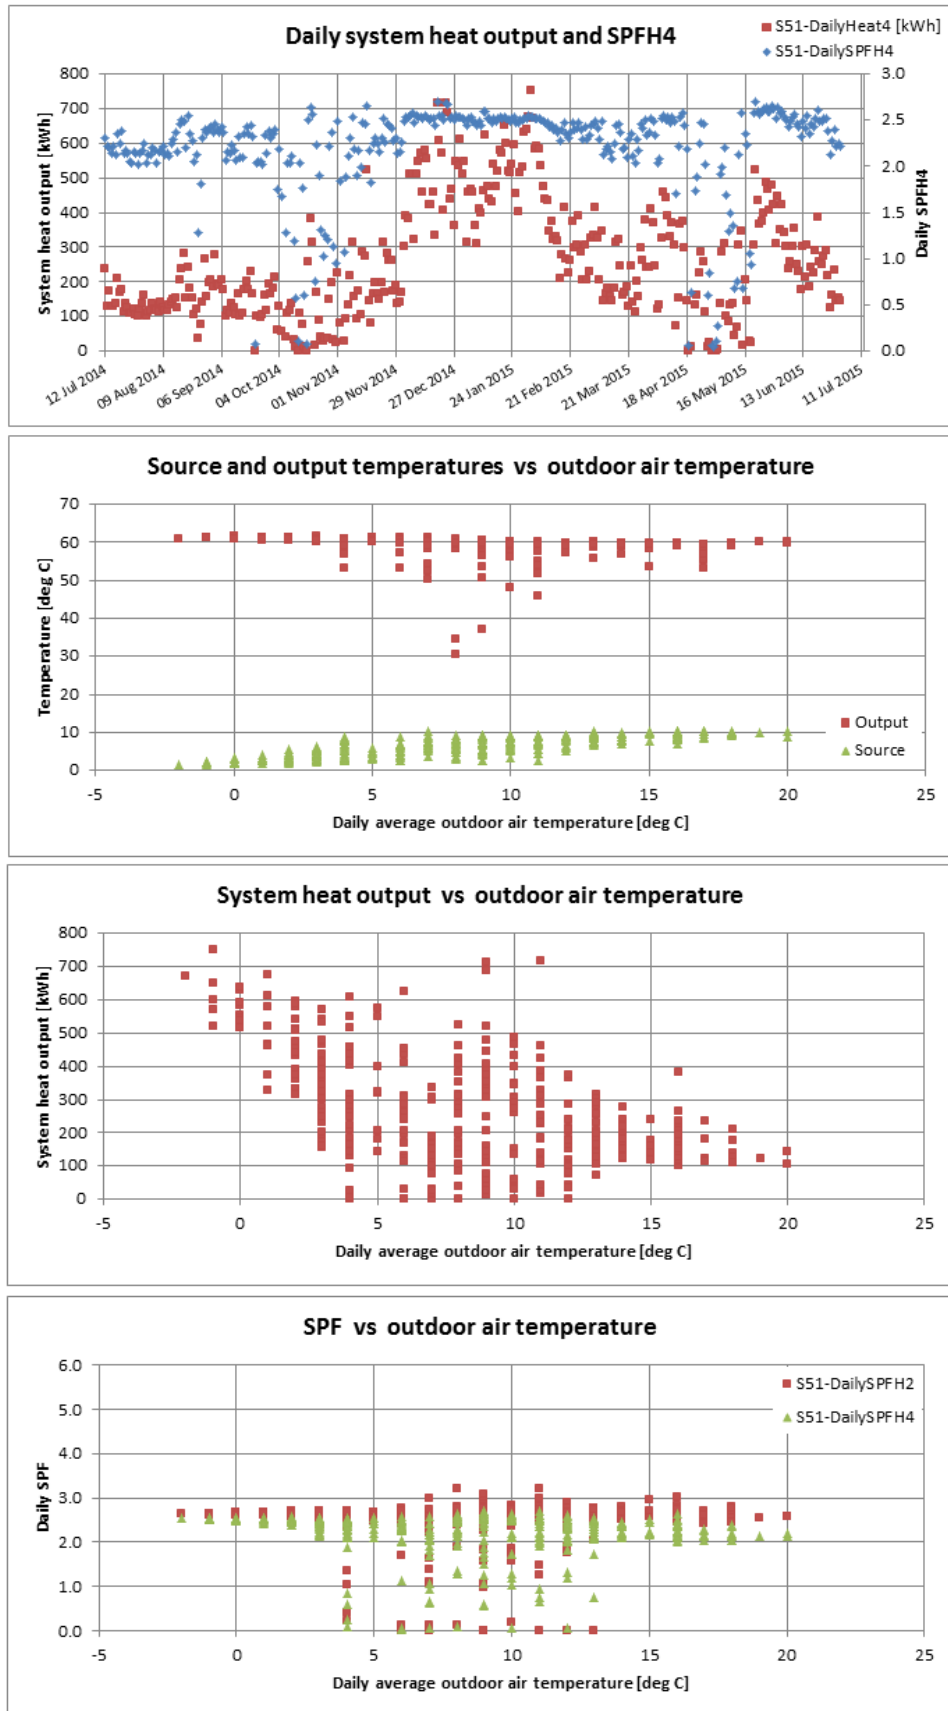 Daily system heat output and SPFH4
S51-DailyHeat4 [kWh]
S51-DailySPFH4
System heat output [kWh]
800
700
600
500
400
300
200
100
0
3.0
2.5
2.0
1.5
1.0
0.5
0.0
Daily SPFH4
12 Jul 2014
09 Aug 2014
06 Sep 2014
04 Oct 2014
01 Nov 2014
29 Nov 2014
27 Dec 2014
24 Jan 2015
21 Feb 2015
21 Mar 2015
18 Apr 2015
16 May 2015
13 Jun 2015
11 Jul 2015
Source and output temperatures vs outdoor air temperature
Temperature [deg C]
70
60
50
40
30
20
10
0
Output
Source
-5 0 5 10 15 20 25
Daily average outdoor air temperature [deg C]
System heat output vs outdoor air temperature
System heat output [kWh]
800
700
600
500
400
300
200
100
0
-5 0 5 10 15 20 25
Daily average outdoor air temperature [deg C]
SPF vs outdoor air temperature
Daily SPF
6.0
5.0
4.0
3.0
2.0
1.0
0.0
S51-DailySPFH2
S51-DailySPFH4
-5 0 5 10 15 20 25
Daily average outdoor air temperature [deg C]